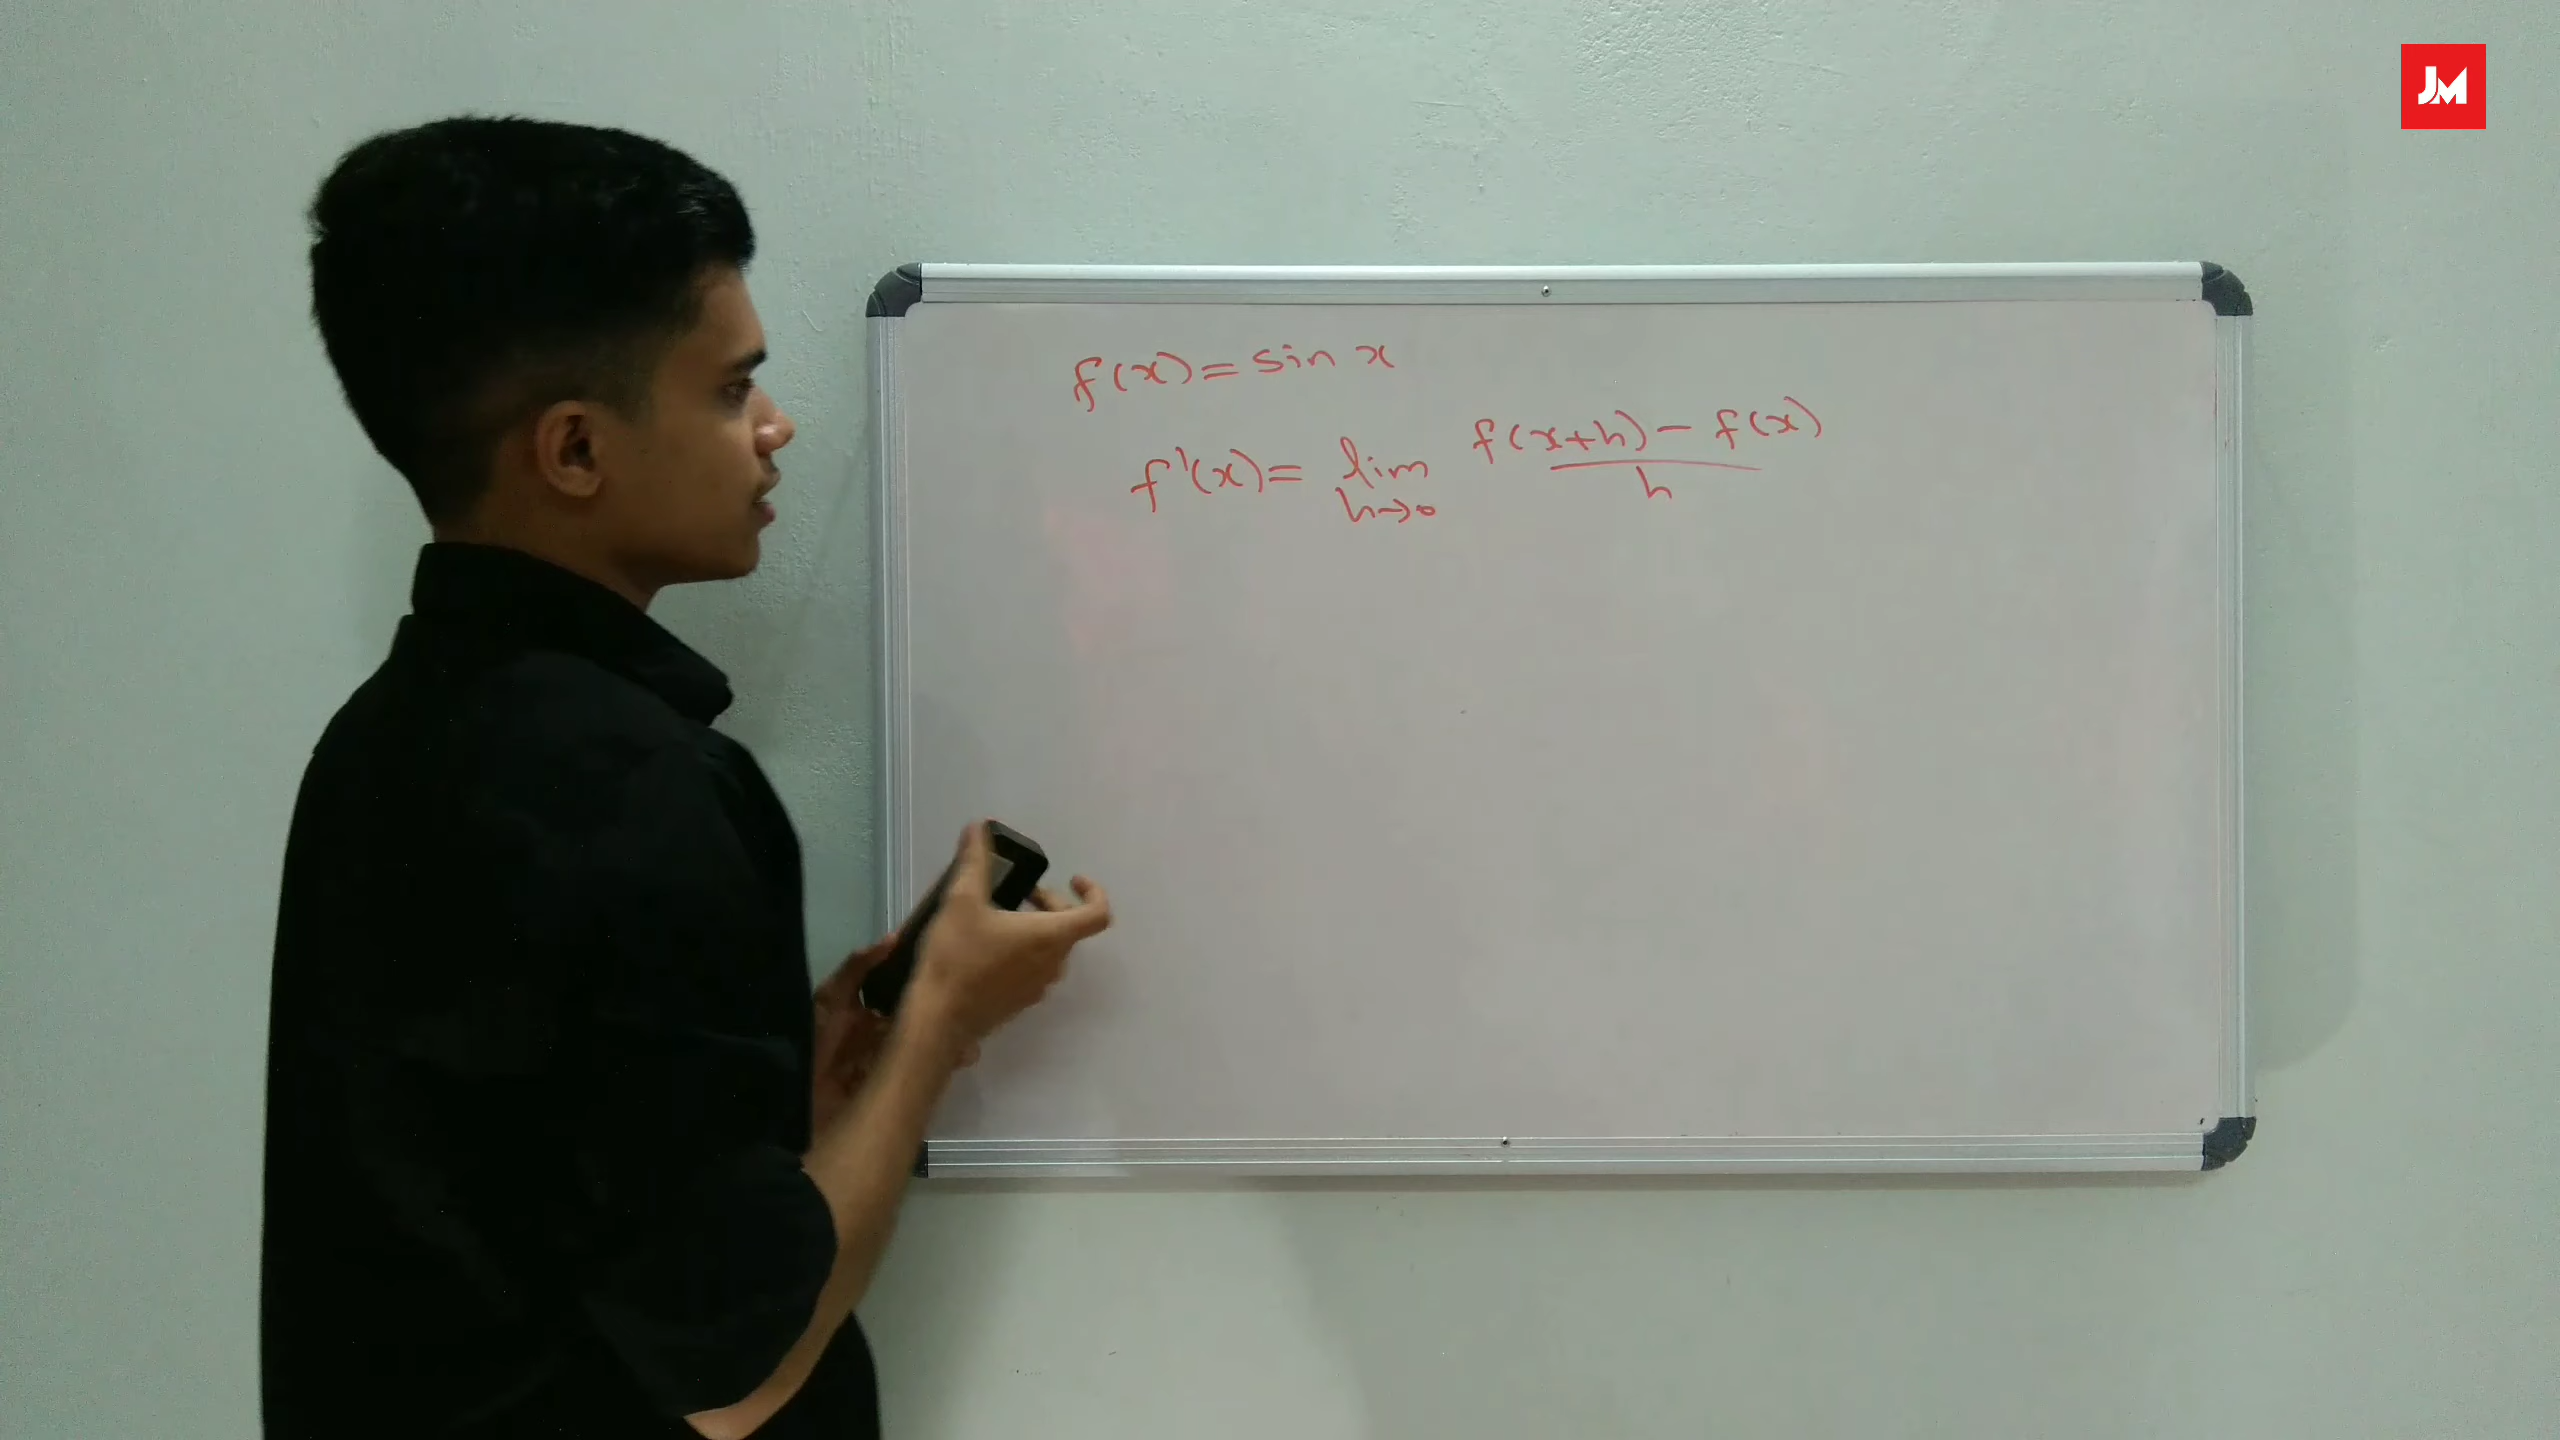 JM
f(x) = sin x
f'(x) = lim h→0 f(x+h) - f(x) / h